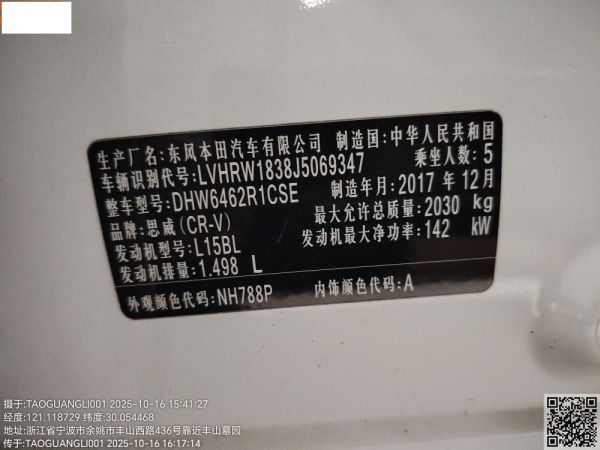 生产厂名:东风本田汽车有限公司 制造国:中华人民共和国
车辆识别代号:LVHRW1838J5069347 乘坐人数:5
整车型号:DHW6462R1CSE 制造年月:2017 年12月
品牌:思威(CR-V) 最大允许总质量:2030 kg
发动机型号:L15BL 发动机最大净功率:142 kW
发动机排量:1.498 L
外观颜色代码:NH788P 内饰颜色代码:A
摄于:TAOGUANGLI001 2025-10-16 15:41:27
经度:121.118729 纬度:30.054468
地址:浙江省宁波市余姚市丰山西路436号靠近丰山墓园
传于:TAOGUANGLI001 2025-10-16 16:17:14